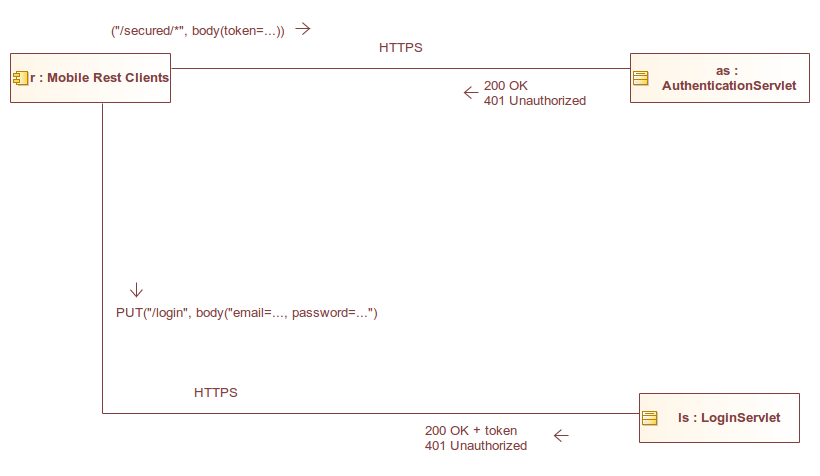 ("/secured/*", body(token=...))
HTTPS
r : Mobile Rest Clients
as :
AuthenticationServlet
200 OK
401 Unauthorized
PUT("/login", body("email=..., password=...")
HTTPS
ls : LoginServlet
200 OK + token
401 Unauthorized